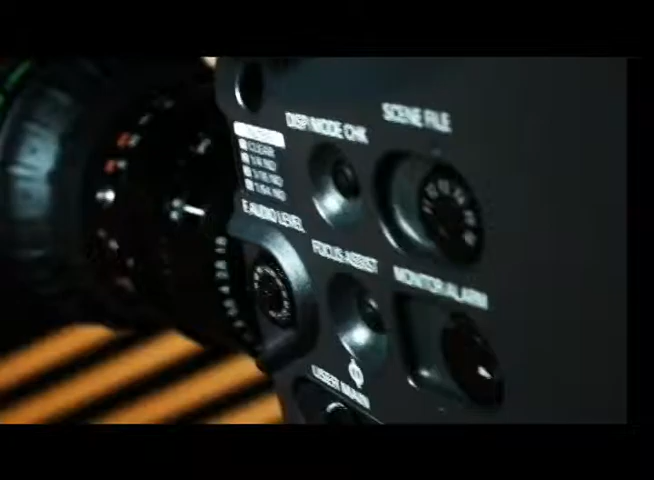 DISP/MODE CHK
SCENE FILE
CLEAR
1/4 ND
1/16 ND
1/64 ND
F.AUDIO LEVEL
FOCUS ASSIST
MONITOR/ALARM
USER MAIN